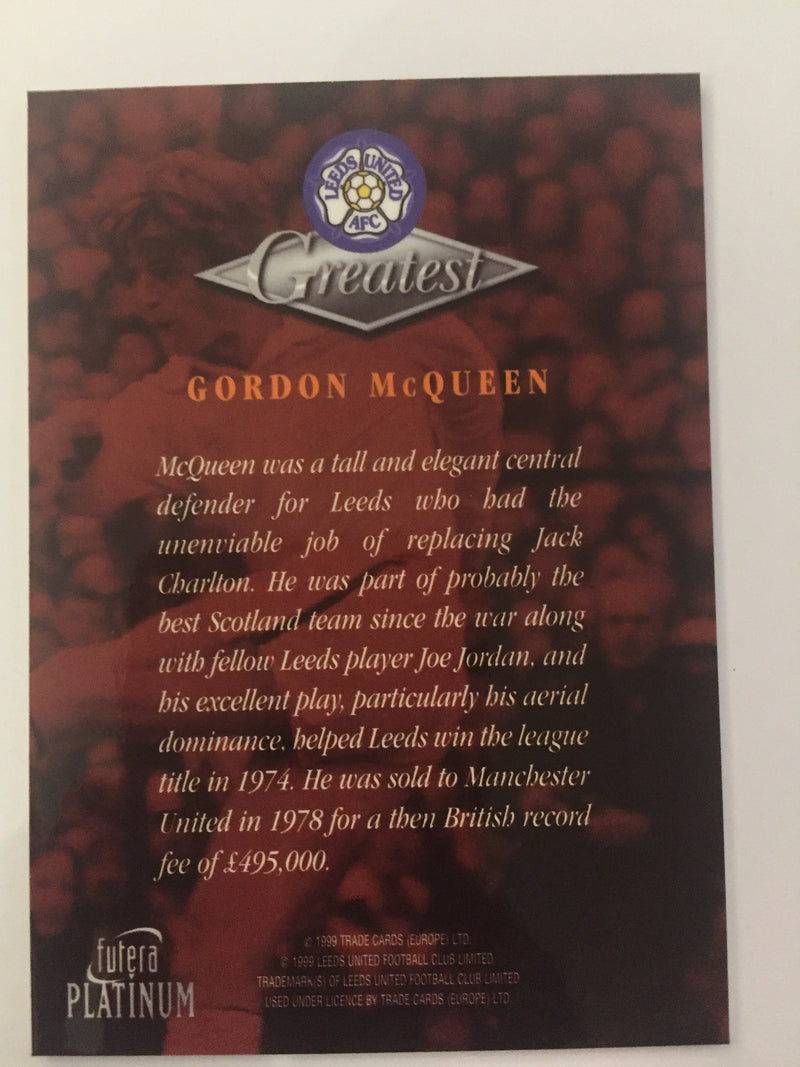 LEEDS UNITED
AFC
Greatest
GORDON McQUEEN
McQueen was a tall and elegant central
defender for Leeds who had the
unenviable job of replacing Jack
Charlton. He was part of probably the
best Scotland team since the war along
with fellow Leeds player Joe Jordan, and
his excellent play, particularly his aerial
dominance, helped Leeds win the league
title in 1974. He was sold to Manchester
United in 1978 for a then British record
fee of £495,000.
futera
PLATINUM
© 1999 TRADE CARDS (EUROPE) LTD
© 1999 LEEDS UNITED FOOTBALL CLUB LIMITED
TRADEMARK(S) OF LEEDS UNITED FOOTBALL CLUB LIMITED
USED UNDER LICENCE BY TRADE CARDS (EUROPE) LTD